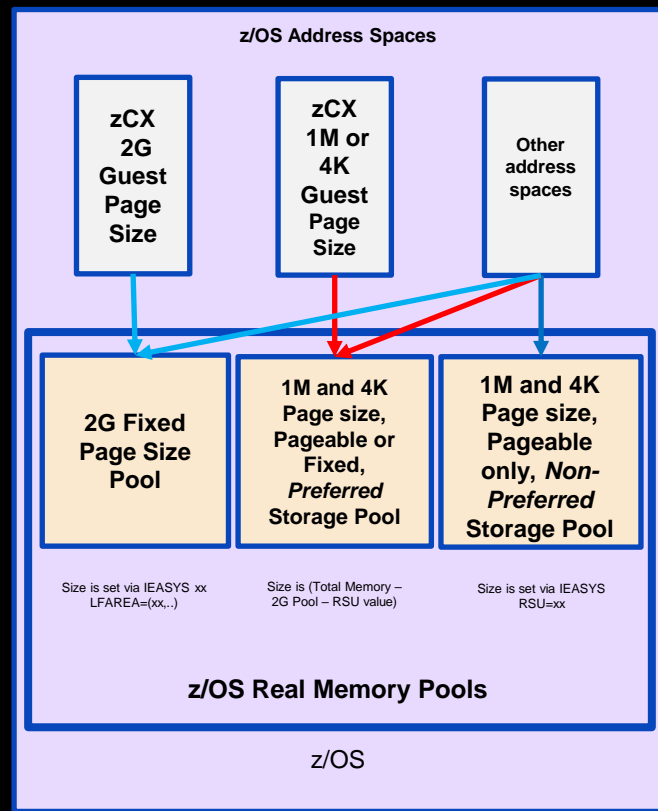 z/OS Address Spaces
zCX
2G
Guest
Page
Size
zCX
1M or
4K
Guest
Page
Size
Other
address
spaces
2G Fixed
Page Size
Pool
1M and 4K
Page size,
Pageable or
Fixed,
Preferred
Storage Pool
1M and 4K
Page size,
Pageable
only, Non-
Preferred
Storage Pool
Size is set via IEASYS xx
LFAREA=(xx,..)
Size is (Total Memory –
2G Pool – RSU value)
Size is set via IEASYS
RSU=xx
z/OS Real Memory Pools
z/OS